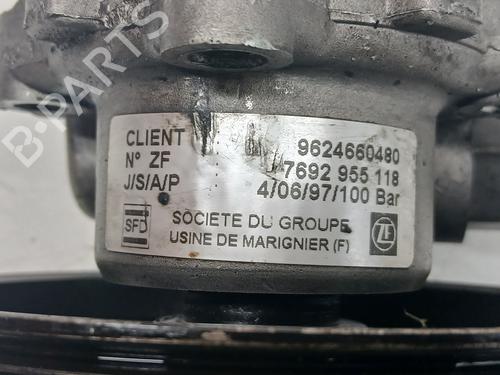 B-PARTS
CLIENT 9624660480
N° ZF 7692 955 118
J/S/A/P 4/06/97/100 Bar
SFD SOCIETE DU GROUPE ZF
USINE DE MARIGNIER (F)